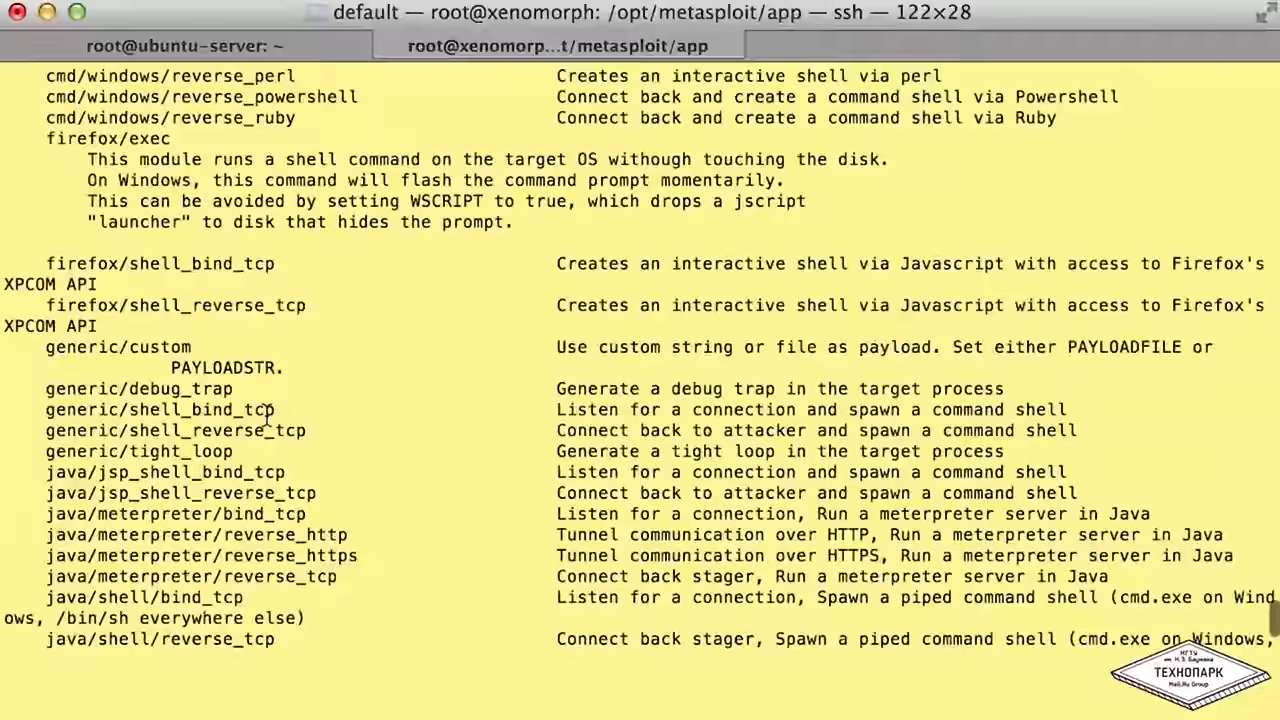 default — root@xenomorph: /opt/metasploit/app — ssh — 122×28
root@ubuntu-server: ~
root@xenomorp...t/metasploit/app
cmd/windows/reverse_perl Creates an interactive shell via perl
cmd/windows/reverse_powershell Connect back and create a command shell via Powershell
cmd/windows/reverse_ruby Connect back and create a command shell via Ruby
firefox/exec
This module runs a shell command on the target OS withough touching the disk.
On Windows, this command will flash the command prompt momentarily.
This can be avoided by setting WSCRIPT to true, which drops a jscript
"launcher" to disk that hides the prompt.
firefox/shell_bind_tcp Creates an interactive shell via Javascript with access to Firefox's
XPCOM API
firefox/shell_reverse_tcp Creates an interactive shell via Javascript with access to Firefox's
XPCOM API
generic/custom Use custom string or file as payload. Set either PAYLOADFILE or
PAYLOADSTR.
generic/debug_trap Generate a debug trap in the target process
generic/shell_bind_tcp Listen for a connection and spawn a command shell
generic/shell_reverse_tcp Connect back to attacker and spawn a command shell
generic/tight_loop Generate a tight loop in the target process
java/jsp_shell_bind_tcp Listen for a connection and spawn a command shell
java/jsp_shell_reverse_tcp Connect back to attacker and spawn a command shell
java/meterpreter/bind_tcp Listen for a connection, Run a meterpreter server in Java
java/meterpreter/reverse_http Tunnel communication over HTTP, Run a meterpreter server in Java
java/meterpreter/reverse_https Tunnel communication over HTTPS, Run a meterpreter server in Java
java/meterpreter/reverse_tcp Connect back stager, Run a meterpreter server in Java
java/shell/bind_tcp Listen for a connection, Spawn a piped command shell (cmd.exe on Wind
ows, /bin/sh everywhere else)
java/shell/reverse_tcp Connect back stager, Spawn a piped command shell (cmd.exe on Windows,
МГТУ
им. Н.Э. Баумана
ТЕХНОПАРК
Mail.Ru Group